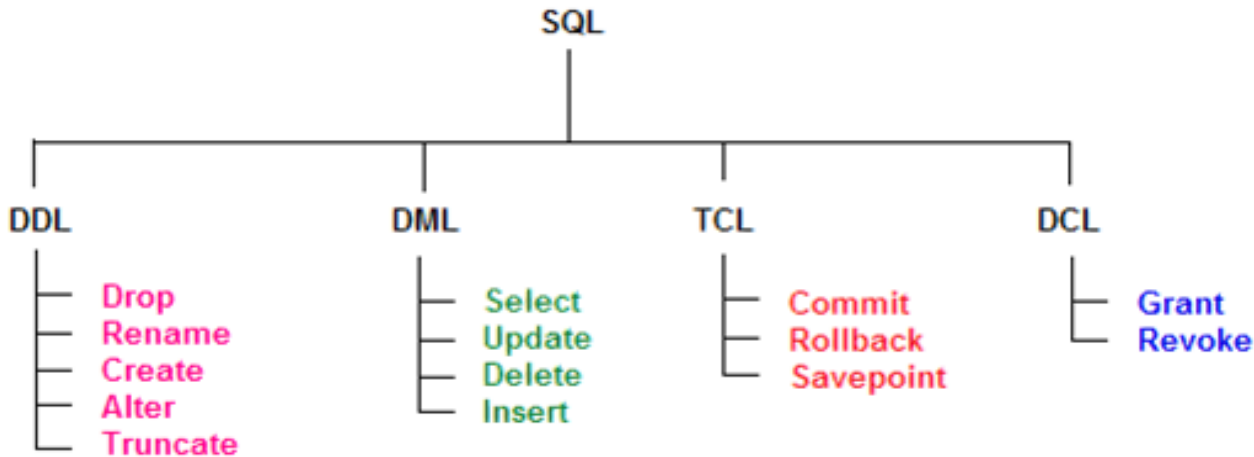 SQL
DDL
DML
TCL
DCL
Drop
Rename
Create
Alter
Truncate
Select
Update
Delete
Insert
Commit
Rollback
Savepoint
Grant
Revoke